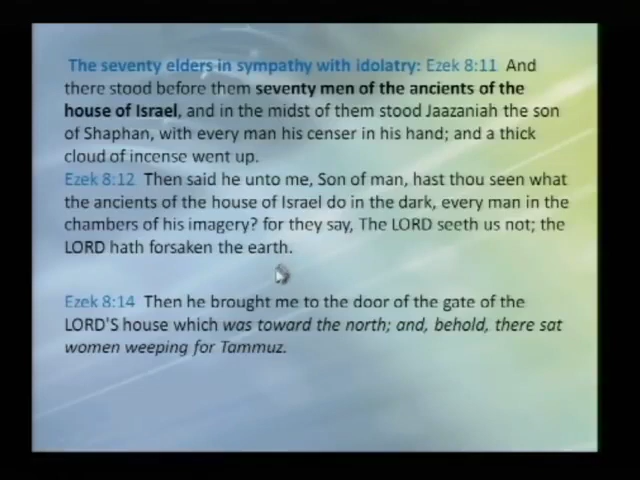 The seventy elders in sympathy with idolatry: Ezek 8:11 And
there stood before them seventy men of the ancients of the
house of Israel, and in the midst of them stood Jaazaniah the son
of Shaphan, with every man his censer in his hand; and a thick
cloud of incense went up.
Ezek 8:12 Then said he unto me, Son of man, hast thou seen what
the ancients of the house of Israel do in the dark, every man in the
chambers of his imagery? for they say, The LORD seeth us not; the
LORD hath forsaken the earth.
Ezek 8:14 Then he brought me to the door of the gate of the
LORD'S house which was toward the north; and, behold, there sat
women weeping for Tammuz.